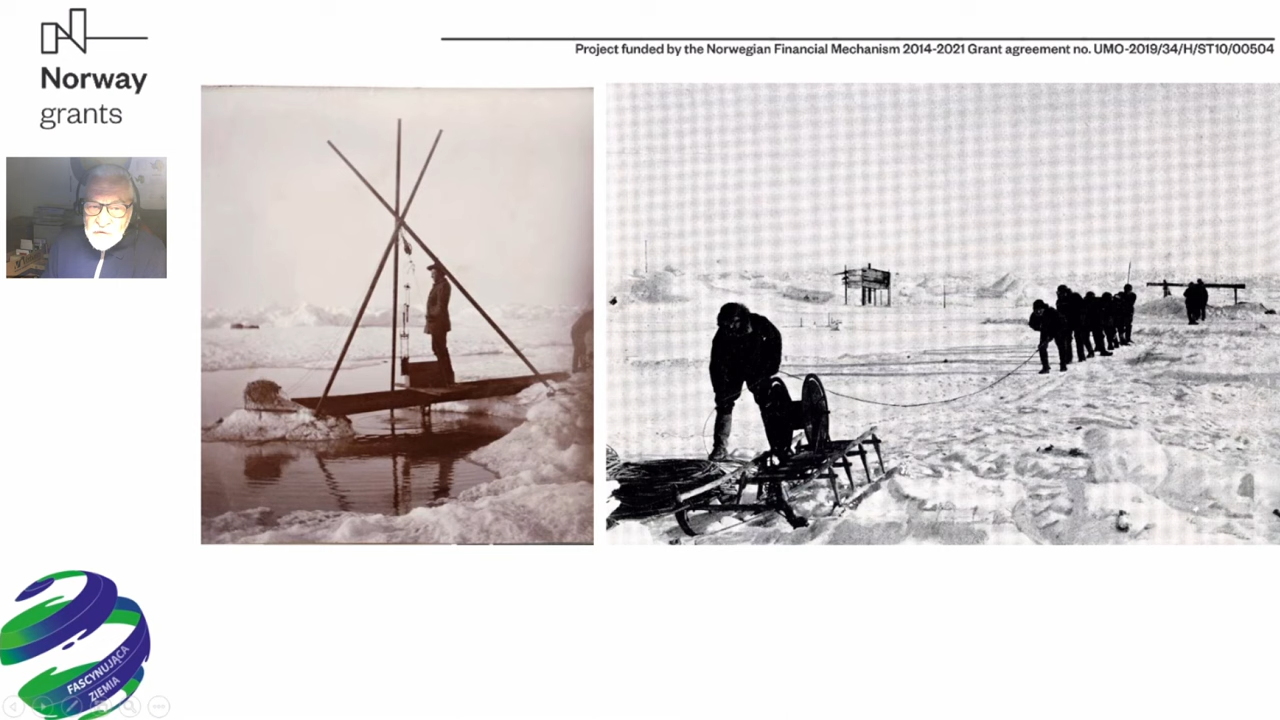 Norway
grants
Project funded by the Norwegian Financial Mechanism 2014-2021 Grant agreement no. UMO-2019/34/H/ST10/00504
FASCYNUJĄCA
ZIEMIA